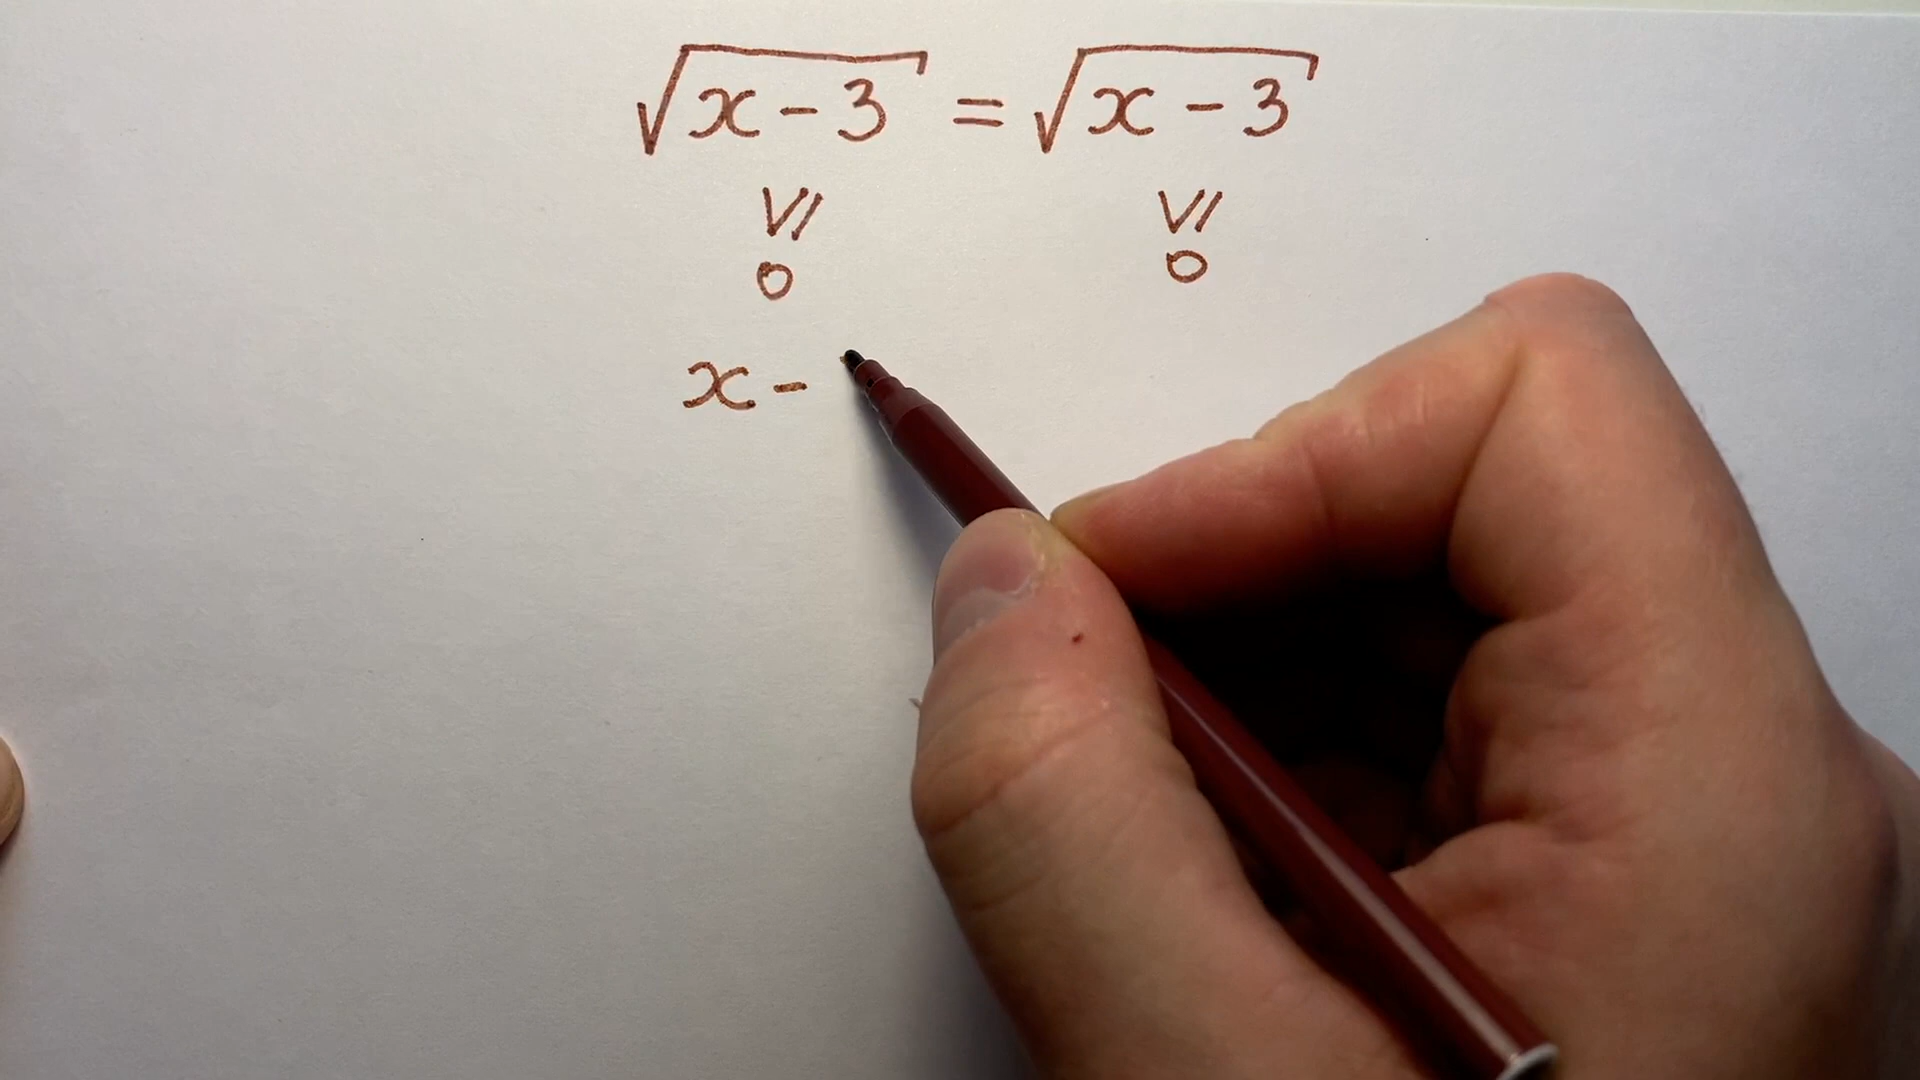 √(x - 3) = √(x - 3)
≥ ≥
0 0
x -